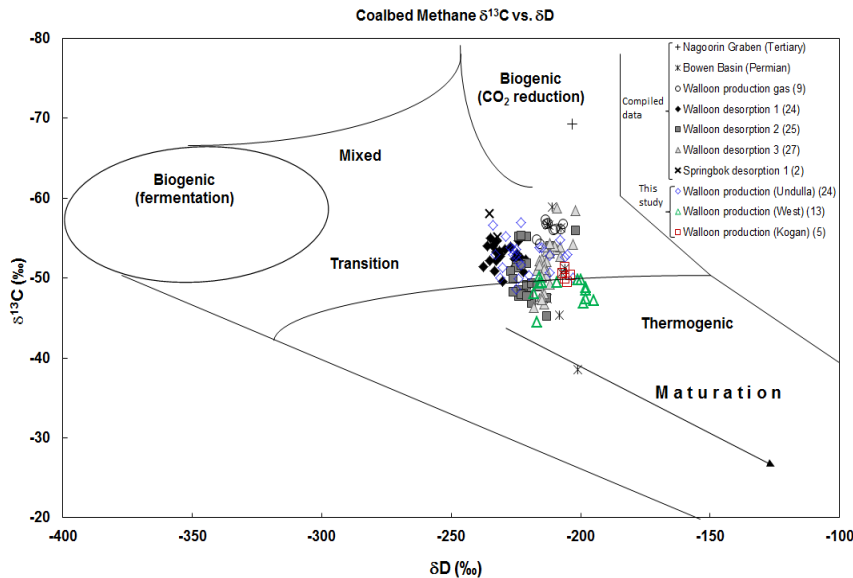 Coalbed Methane δ¹³C vs. δD
-80
-70
-60
-50
-40
-30
-20
δ¹³C (‰)
-400
-350
-300
-250
-200
-150
-100
δD (‰)
Biogenic
(CO₂ reduction)
Mixed
Biogenic
(fermentation)
Transition
Thermogenic
Maturation
Compiled
data
This
study
Nagoorin Graben (Tertiary)
Bowen Basin (Permian)
Walloon production gas (9)
Walloon desorption 1 (24)
Walloon desorption 2 (25)
Walloon desorption 3 (27)
Springbok desorption 1 (2)
Walloon production (Undulla) (24)
Walloon production (West) (13)
Walloon production (Kogan) (5)